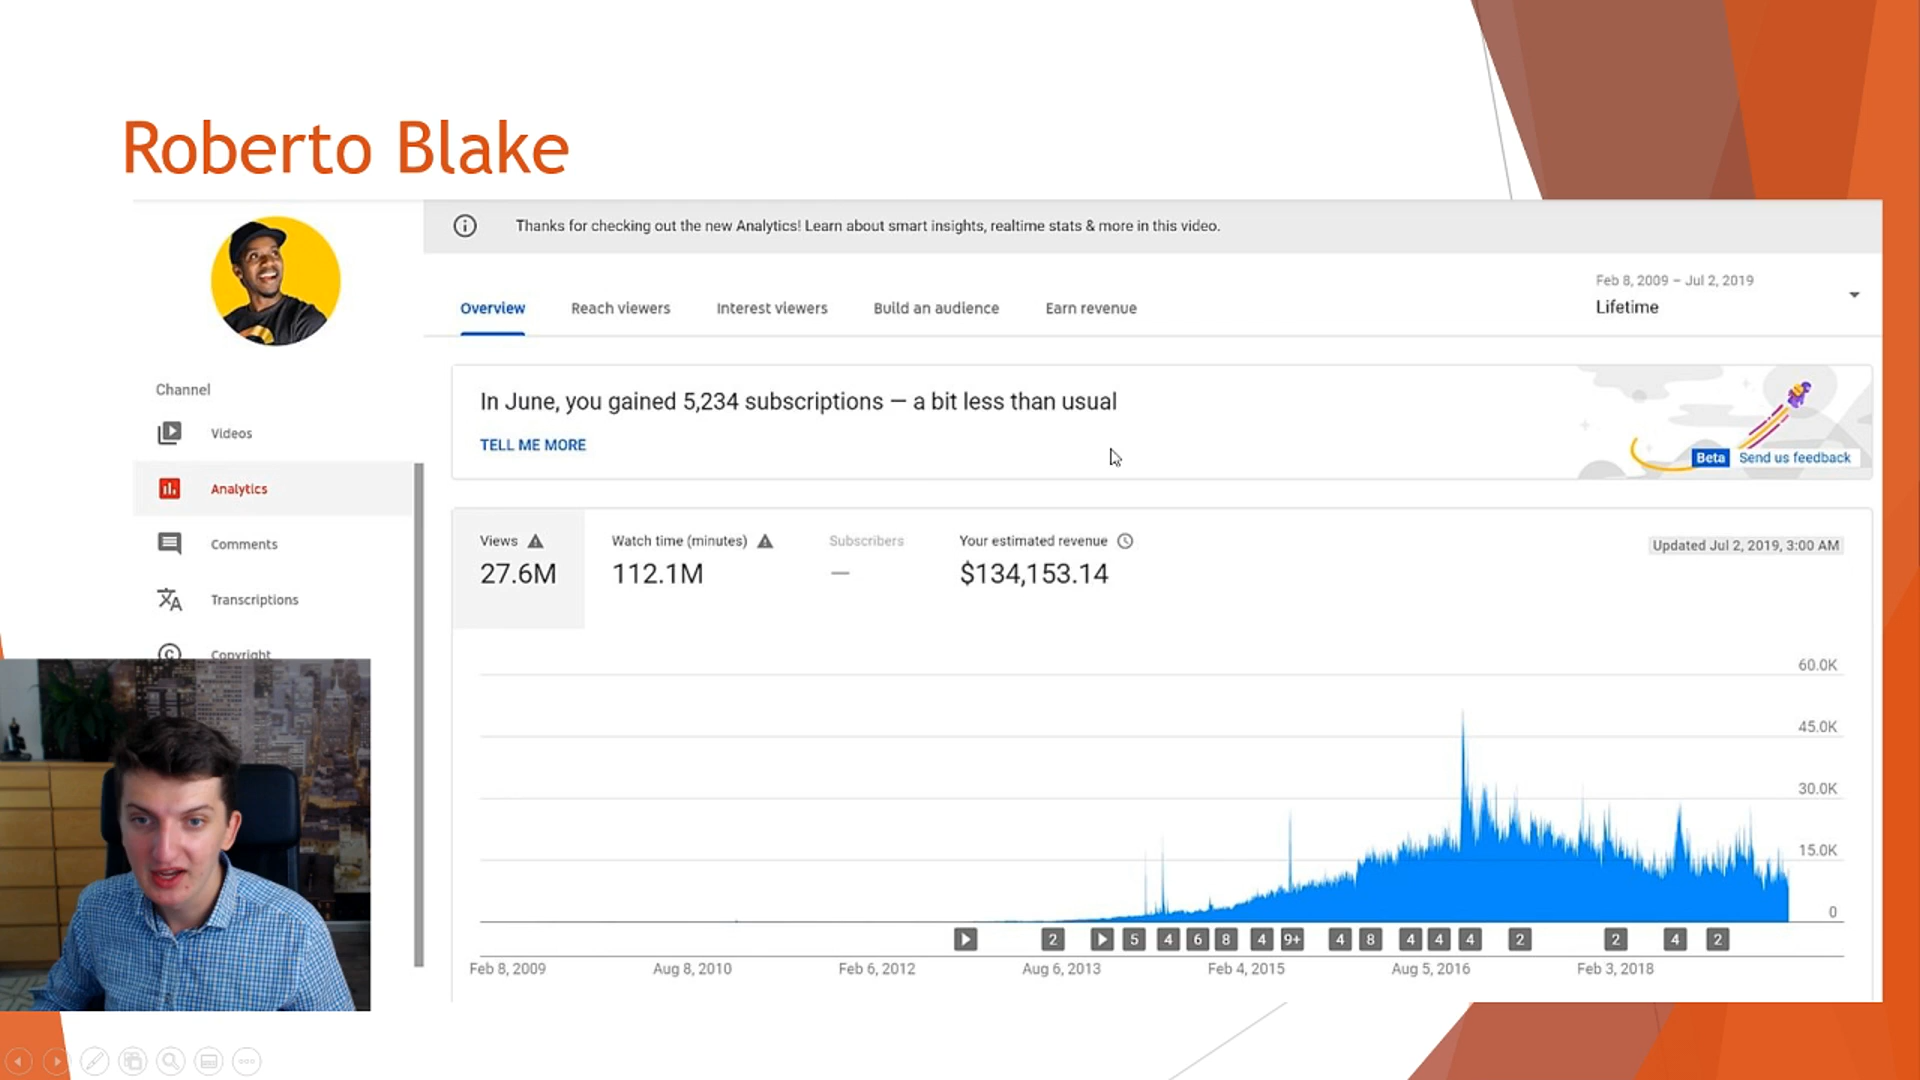 Roberto Blake
Thanks for checking out the new Analytics! Learn about smart insights, realtime stats & more in this video.
Overview
Reach viewers
Interest viewers
Build an audience
Earn revenue
Feb 8, 2009 – Jul 2, 2019
Lifetime
Channel
Videos
Analytics
Comments
Transcriptions
Copyright
In June, you gained 5,234 subscriptions — a bit less than usual
TELL ME MORE
Beta Send us feedback
Views
27.6M
Watch time (minutes)
112.1M
Subscribers
—
Your estimated revenue
$134,153.14
Updated Jul 2, 2019, 3:00 AM
60.0K
45.0K
30.0K
15.0K
0
2 5 4 6 8 4 9+ 4 8 4 4 4 2 2 4 2
Feb 8, 2009 Aug 8, 2010 Feb 6, 2012 Aug 6, 2013 Feb 4, 2015 Aug 5, 2016 Feb 3, 2018